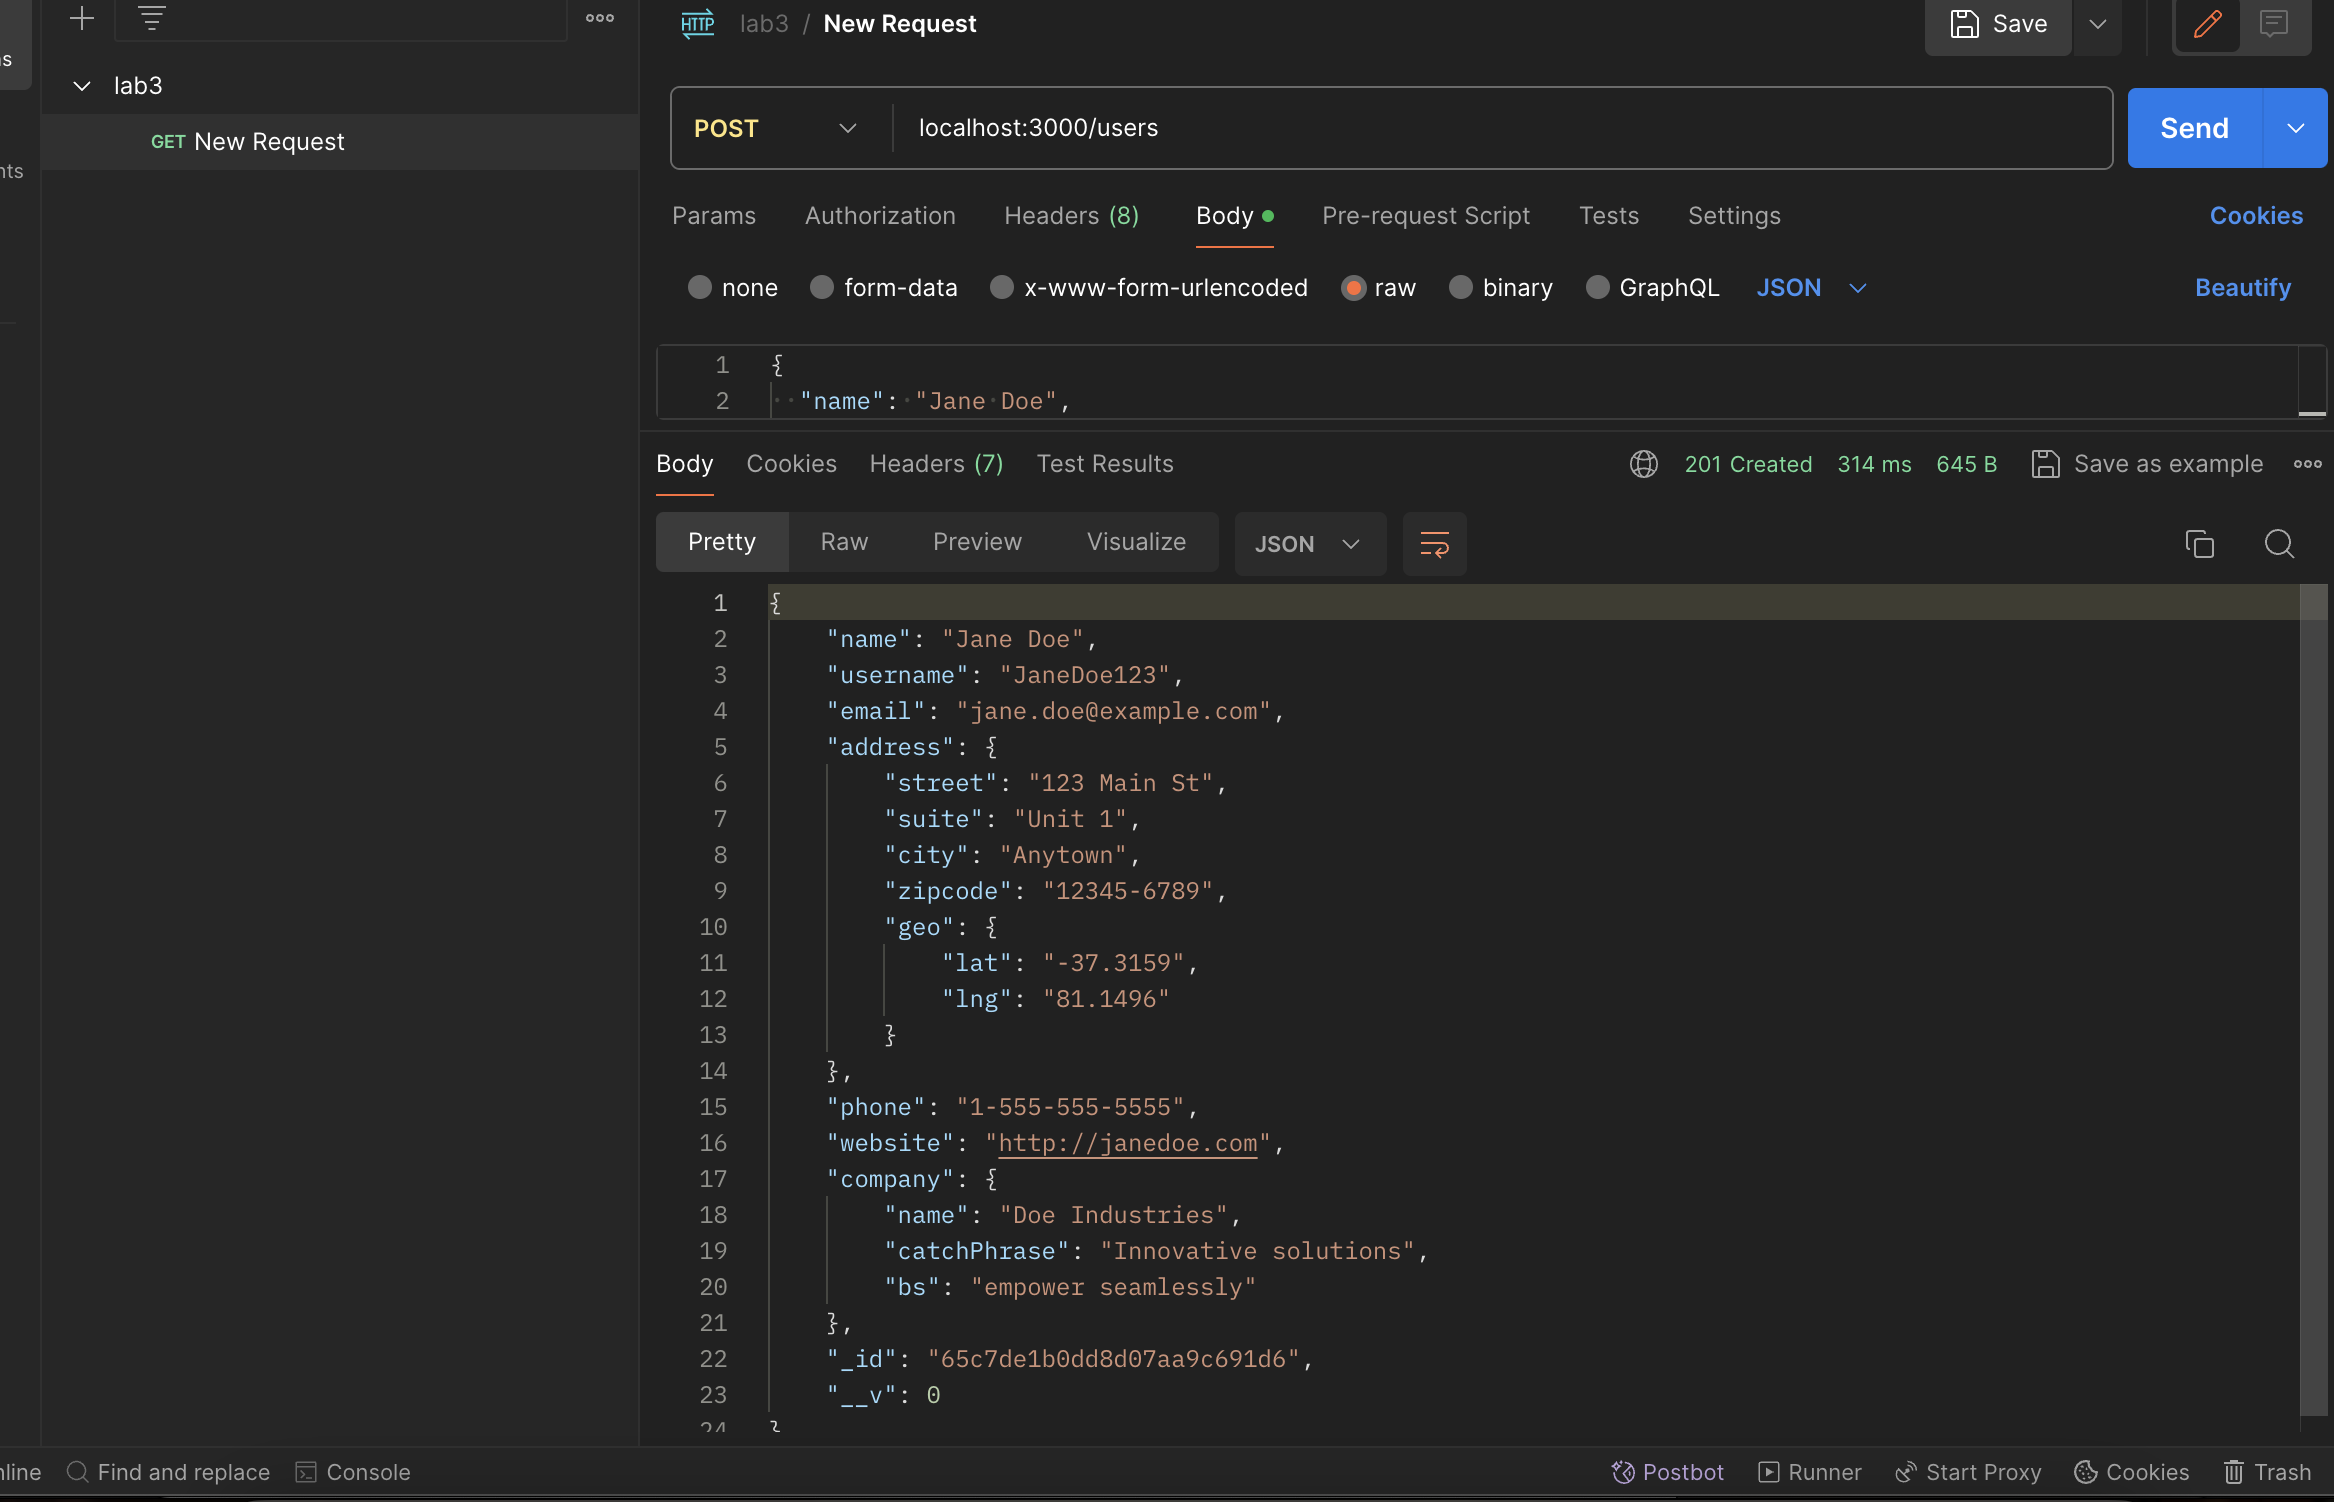 lab3 / New Request
Save
lab3
GET New Request
POST localhost:3000/users
Send
Params Authorization Headers (8) Body Pre-request Script Tests Settings Cookies
none form-data x-www-form-urlencoded raw binary GraphQL JSON Beautify
1 {
2 "name": "Jane Doe",
Body Cookies Headers (7) Test Results 201 Created 314 ms 645 B Save as example
Pretty Raw Preview Visualize JSON
1 {
2 "name": "Jane Doe",
3 "username": "JaneDoe123",
4 "email": "jane.doe@example.com",
5 "address": {
6 "street": "123 Main St",
7 "suite": "Unit 1",
8 "city": "Anytown",
9 "zipcode": "12345-6789",
10 "geo": {
11 "lat": "-37.3159",
12 "lng": "81.1496"
13 }
14 },
15 "phone": "1-555-555-5555",
16 "website": "http://janedoe.com",
17 "company": {
18 "name": "Doe Industries",
19 "catchPhrase": "Innovative solutions",
20 "bs": "empower seamlessly"
21 },
22 "_id": "65c7de1b0dd8d07aa9c691d6",
23 "__v": 0
24 }
Find and replace Console Postbot Runner Start Proxy Cookies Trash